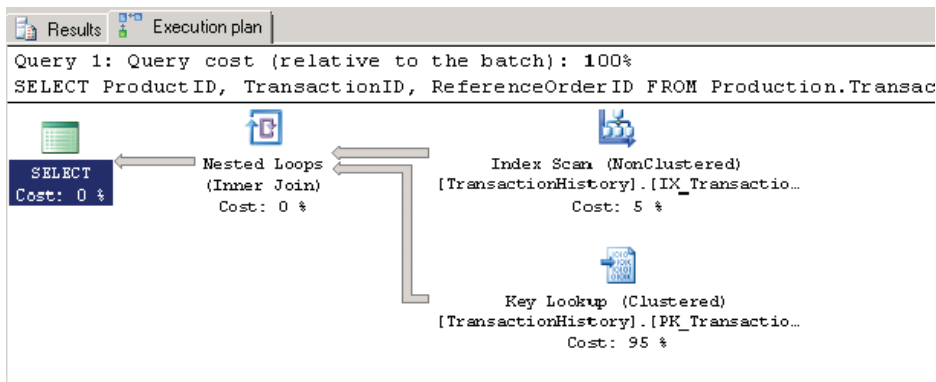 Results
Execution plan
Query 1: Query cost (relative to the batch): 100%
SELECT ProductID, TransactionID, ReferenceOrderID FROM Production.Transac
SELECT
Cost: 0 %
Nested Loops
(Inner Join)
Cost: 0 %
Index Scan (NonClustered)
[TransactionHistory].[IX_Transactio...
Cost: 5 %
Key Lookup (Clustered)
[TransactionHistory].[PK_Transactio...
Cost: 95 %